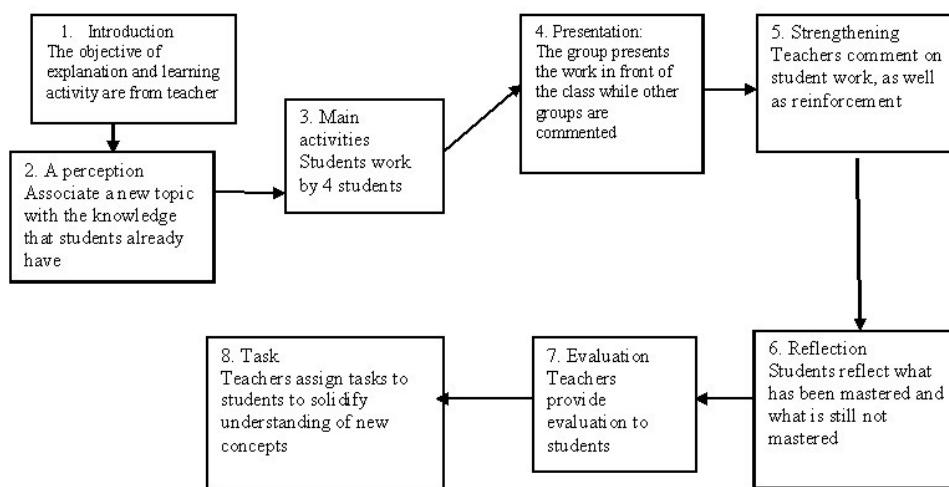 1. Introduction
The objective of
explanation and learning
activity are from teacher
2. A perception
Associate a new topic
with the knowledge
that students already
have
3. Main
activities
Students work
by 4 students
4. Presentation:
The group presents
the work in front of
the class while other
groups are
commented
5. Strengthening
Teachers comment on
student work, as well
as reinforcement
6. Reflection
Students reflect what
has been mastered and
what is still not
mastered
7. Evaluation
Teachers
provide
evaluation to
students
8. Task
Teachers assign tasks to
students to solidify
understanding of new
concepts